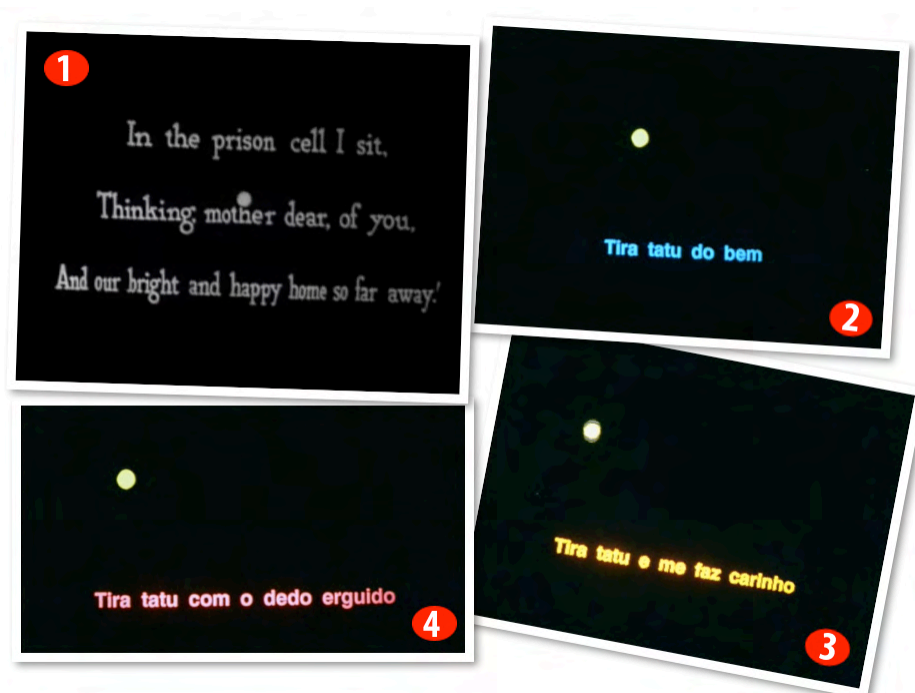 1
In the prison cell I sit,
Thinking, mother dear, of you,
And our bright and happy home so far away.'
2
Tira tatu do bem
3
Tira tatu e me faz carinho
4
Tira tatu com o dedo erguido